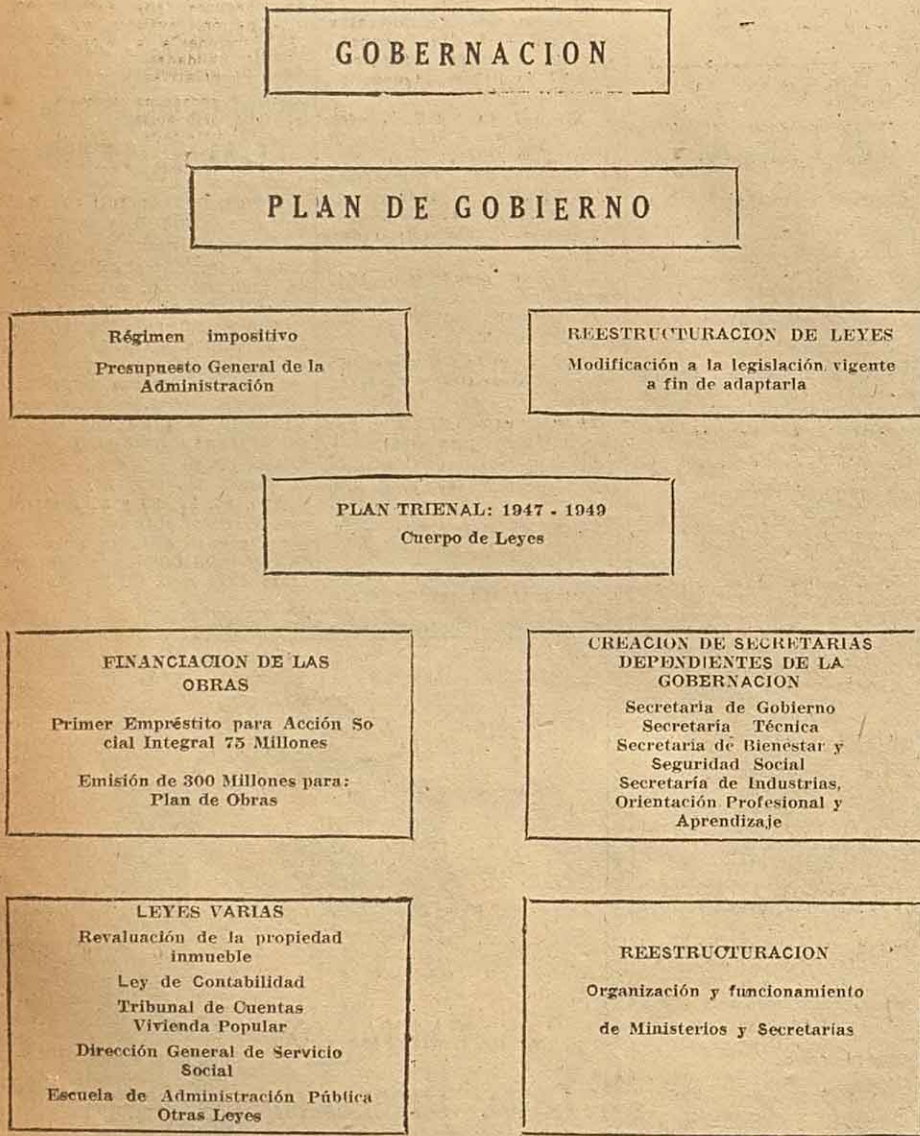 GOBERNACION
PLAN DE GOBIERNO
Régimen impositivo
Presupuesto General de la
Administración
REESTRUCTURACION DE LEYES
Modificación a la legislación vigente
a fin de adaptarla
PLAN TRIENAL: 1947 - 1949
Cuerpo de Leyes
FINANCIACION DE LAS
OBRAS
Primer Empréstito para Acción So
cial Integral 75 Millones
Emisión de 300 Millones para:
Plan de Obras
CREACION DE SECRETARIAS
DEPENDIENTES DE LA
GOBERNACION
Secretaria de Gobierno
Secretaria Técnica
Secretaria de Bienestar y
Seguridad Social
Secretaría de Industrias,
Orientación Profesional y
Aprendizaje
LEYES VARIAS
Revaluación de la propiedad
inmueble
Ley de Contabilidad
Tribunal de Cuentas
Vivienda Popular
Dirección General de Servicio
Social
Escuela de Administración Pública
Otras Leyes
REESTRUCTURACION
Organización y funcionamiento
de Ministerios y Secretarías